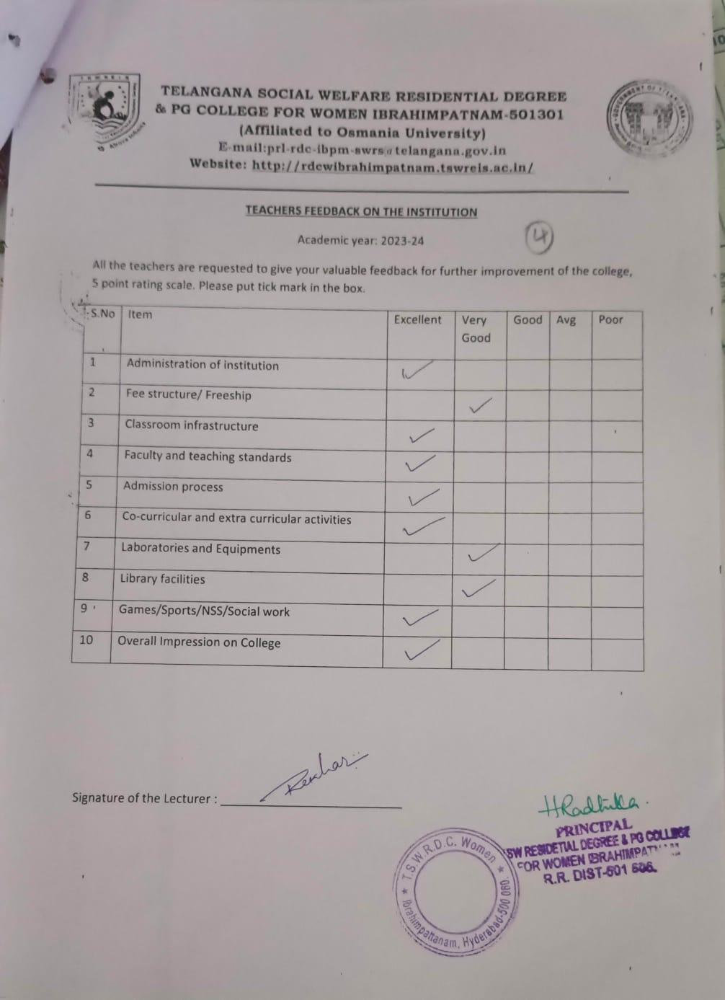 TELANGANA SOCIAL WELFARE RESIDENTIAL DEGREE
& PG COLLEGE FOR WOMEN IBRAHIMPATNAM-501301
(Affiliated to Osmania University)
E-mail:prl-rdc-ibpm-swrs@telangana.gov.in
Website: http://rdcwibrahimpatnam.tswreis.ac.in/
TEACHERS FEEDBACK ON THE INSTITUTION
Academic year: 2023-24
4
All the teachers are requested to give your valuable feedback for further improvement of the college,
5 point rating scale. Please put tick mark in the box.
S.No Item Excellent Very Good Good Avg Poor
1 Administration of institution ✓
2 Fee structure/ Freeship ✓
3 Classroom infrastructure ✓
4 Faculty and teaching standards ✓
5 Admission process ✓
6 Co-curricular and extra curricular activities ✓
7 Laboratories and Equipments ✓
8 Library facilities ✓
9 Games/Sports/NSS/Social work ✓
10 Overall Impression on College ✓
Signature of the Lecturer :
HRadhika.
PRINCIPAL
SW RESIDETIAL DEGREE & PG COLLEGE
FOR WOMEN IBRAHIMPATNAM
R.R. DIST-501 506.
T.S.W.R.D.C. Women
Ibrahimpattanam, Hyderabad-500 060.